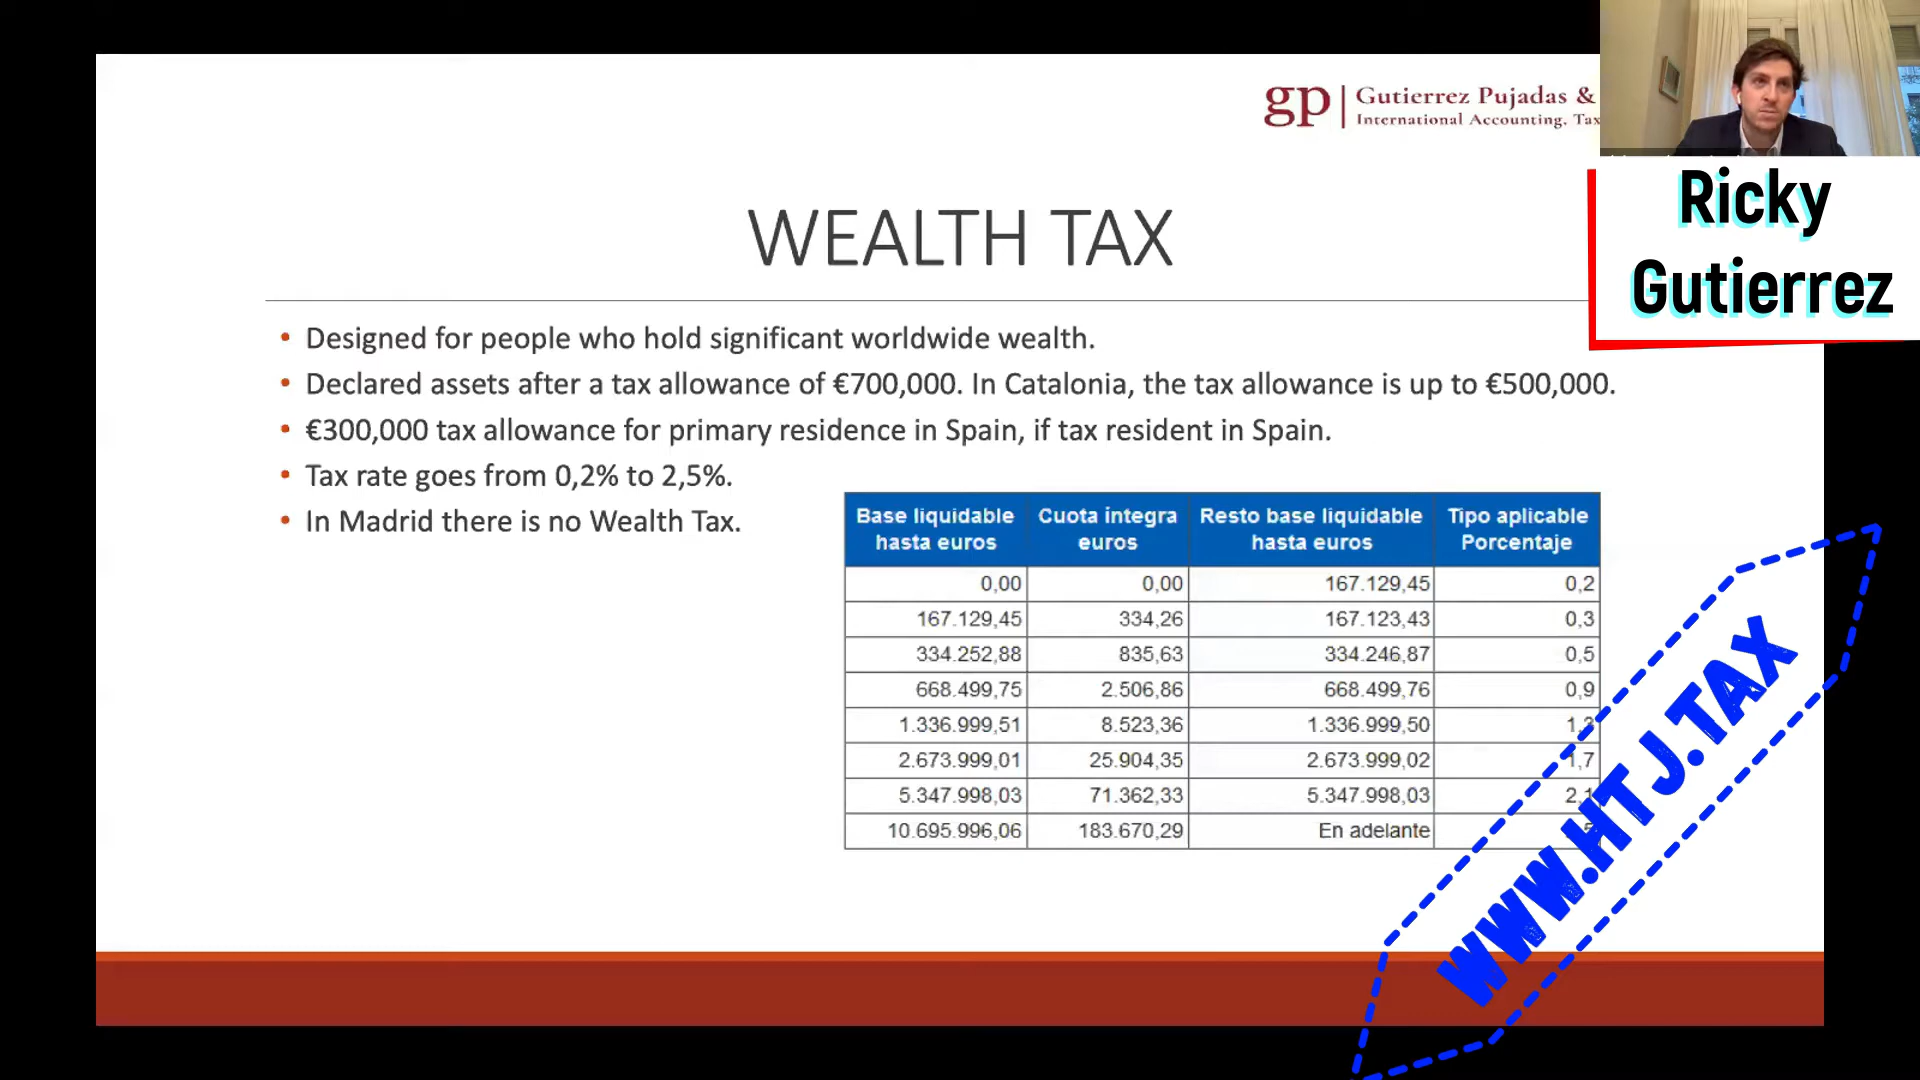 gp
Gutierrez Pujadas &
International Accounting. Tax
Ricky
Gutierrez
WEALTH TAX
• Designed for people who hold significant worldwide wealth.
• Declared assets after a tax allowance of €700,000. In Catalonia, the tax allowance is up to €500,000.
• €300,000 tax allowance for primary residence in Spain, if tax resident in Spain.
• Tax rate goes from 0,2% to 2,5%.
• In Madrid there is no Wealth Tax.
Base liquidable hasta euros Cuota íntegra euros Resto base liquidable hasta euros Tipo aplicable Porcentaje
0,00 0,00 167.129,45 0,2
167.129,45 334,26 167.123,43 0,3
334.252,88 835,63 334.246,87 0,5
668.499,75 2.506,86 668.499,76 0,9
1.336.999,51 8.523,36 1.336.999,50 1,3
2.673.999,01 25.904,35 2.673.999,02 1,7
5.347.998,03 71.362,33 5.347.998,03 2,1
10.695.996,06 183.670,29 En adelante
WWW.HTJ.TAX